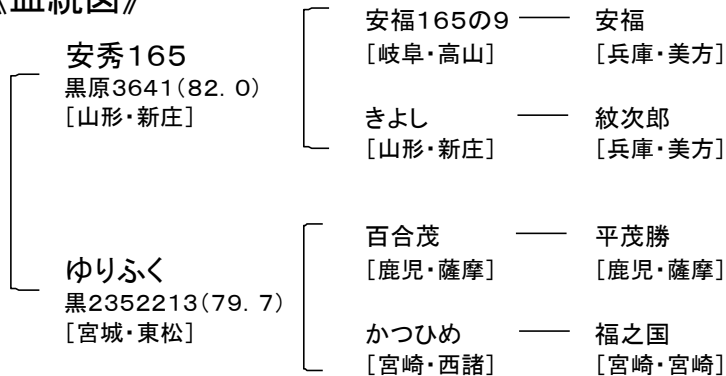 《血統図》
安秀165
黒原3641(82.0)
[山形・新庄]
安福165の9 ── 安福
[岐阜・高山] [兵庫・美方]
きよし ── 紋次郎
[山形・新庄] [兵庫・美方]
ゆりふく
黒2352213(79.7)
[宮城・東松]
百合茂 ── 平茂勝
[鹿児・薩摩] [鹿児・薩摩]
かつひめ ── 福之国
[宮崎・西諸] [宮崎・宮崎]